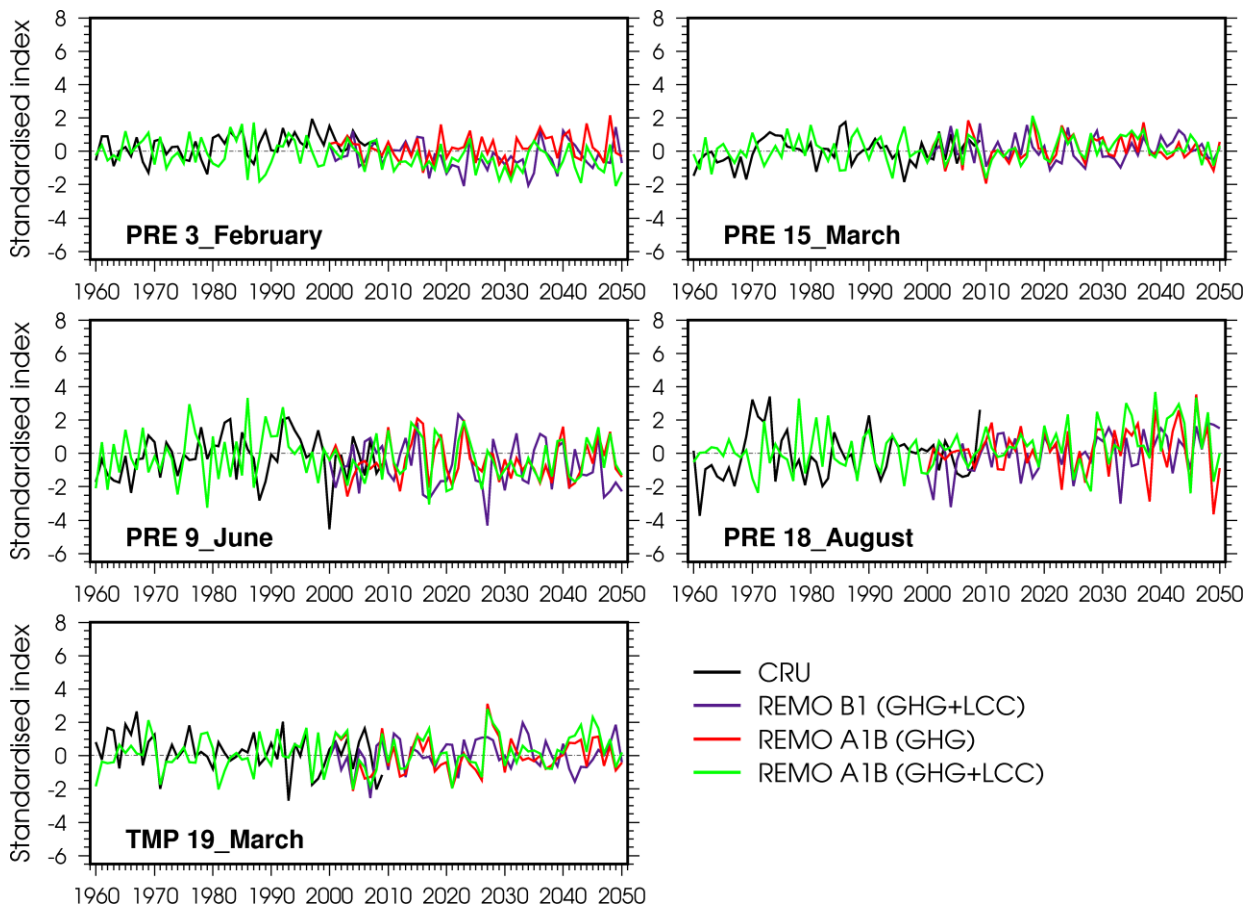 Standardised index
8
6
4
2
0
-2
-4
-6
PRE 3_February
1960 1970 1980 1990 2000 2010 2020 2030 2040 2050
8
6
4
2
0
-2
-4
-6
PRE 15_March
1960 1970 1980 1990 2000 2010 2020 2030 2040 2050
Standardised index
8
6
4
2
0
-2
-4
-6
PRE 9_June
1960 1970 1980 1990 2000 2010 2020 2030 2040 2050
8
6
4
2
0
-2
-4
-6
PRE 18_August
1960 1970 1980 1990 2000 2010 2020 2030 2040 2050
Standardised index
8
6
4
2
0
-2
-4
-6
TMP 19_March
1960 1970 1980 1990 2000 2010 2020 2030 2040 2050
CRU
REMO B1 (GHG+LCC)
REMO A1B (GHG)
REMO A1B (GHG+LCC)